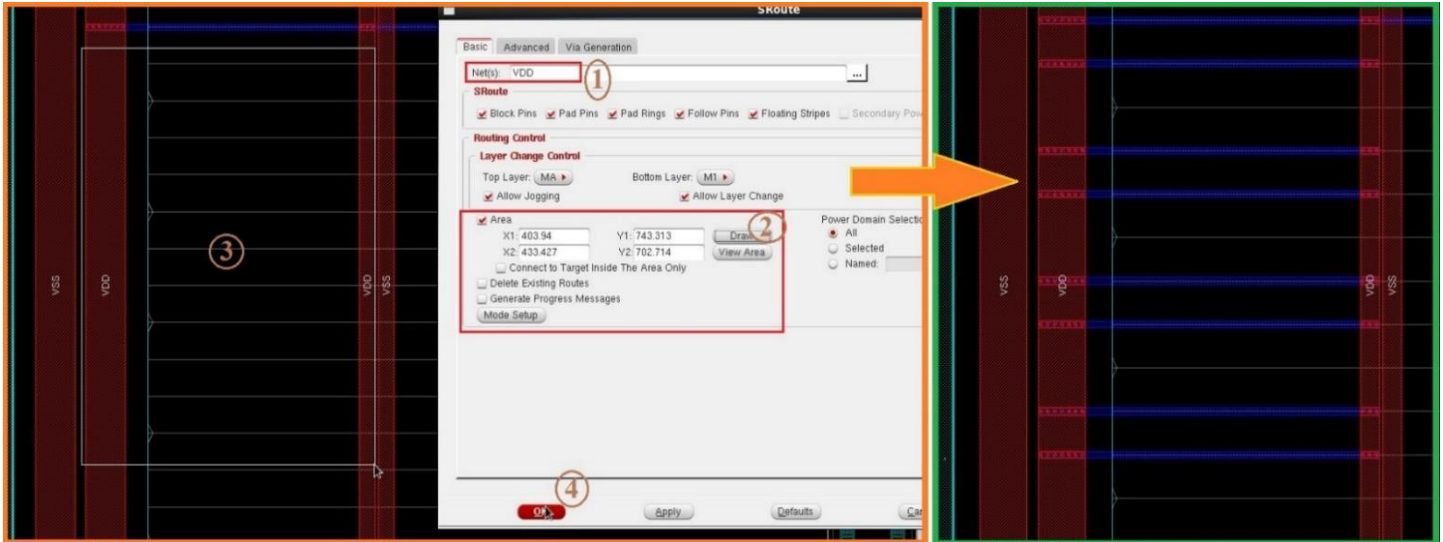 SRoute
Basic Advanced Via Generation
Net(s): VDD ...
1
SRoute
Block Pins Pad Pins Pad Rings Follow Pins Floating Stripes Secondary Pow
Routing Control
Layer Change Control
Top Layer: MA Bottom Layer: M1
Allow Jogging Allow Layer Change
Area
X1: 403.94 Y1: 743.313 Draw
2
X2: 433.427 Y2: 702.714 View Area
Connect to Target Inside The Area Only
Delete Existing Routes
Generate Progress Messages
Mode Setup
Power Domain Selectio
All
Selected
Named:
3
VSS VDD VDD VSS
4
OK Apply Defaults Can
VSS VDD VDD VSS